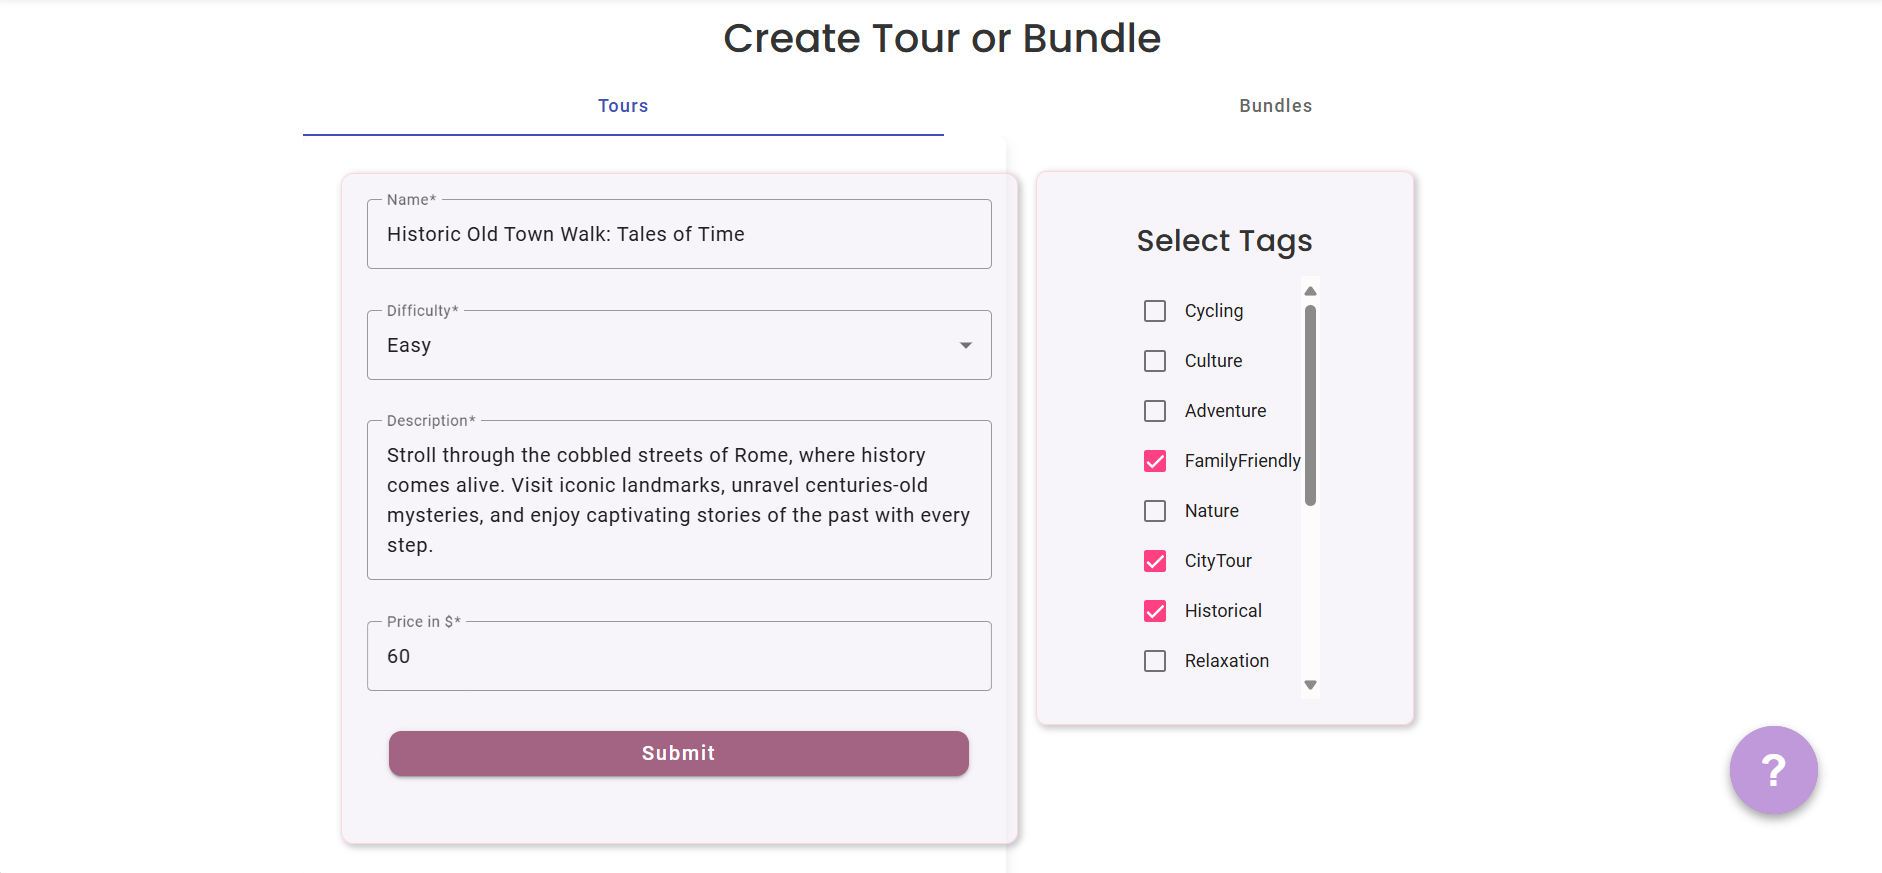 Create Tour or Bundle
Tours
Bundles
Name*
Historic Old Town Walk: Tales of Time
Difficulty*
Easy
Description*
Stroll through the cobbled streets of Rome, where history
comes alive. Visit iconic landmarks, unravel centuries-old
mysteries, and enjoy captivating stories of the past with every
step.
Price in $*
60
Submit
Select Tags
Cycling
Culture
Adventure
FamilyFriendly
Nature
CityTour
Historical
Relaxation
?